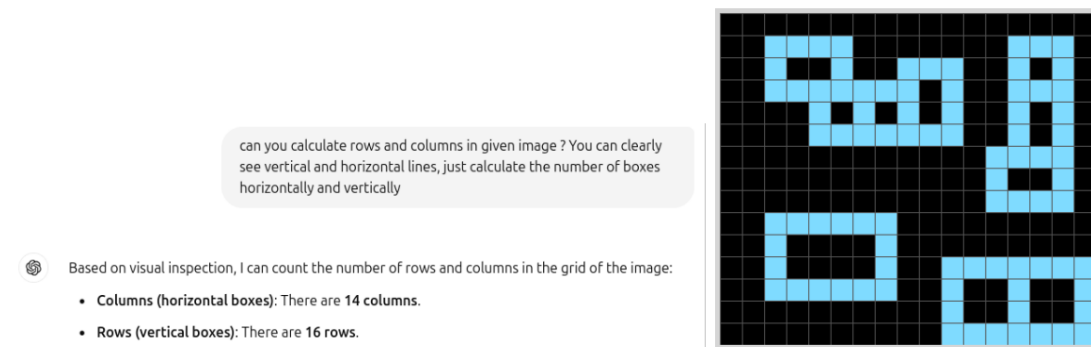 can you calculate rows and columns in given image ? You can clearly
see vertical and horizontal lines, just calculate the number of boxes
horizontally and vertically
Based on visual inspection, I can count the number of rows and columns in the grid of the image:
• Columns (horizontal boxes): There are 14 columns.
• Rows (vertical boxes): There are 16 rows.